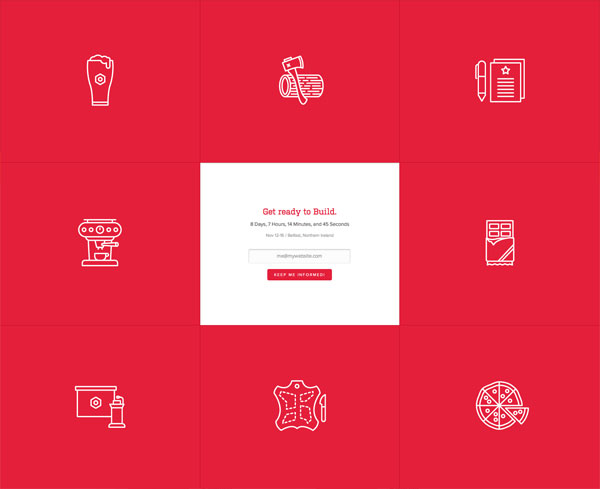 Get ready to Build.
8 Days, 7 Hours, 14 Minutes, and 45 Seconds
Nov 12-15 / Belfast, Northern Ireland
me@mywebsite.com
KEEP ME INFORMED!